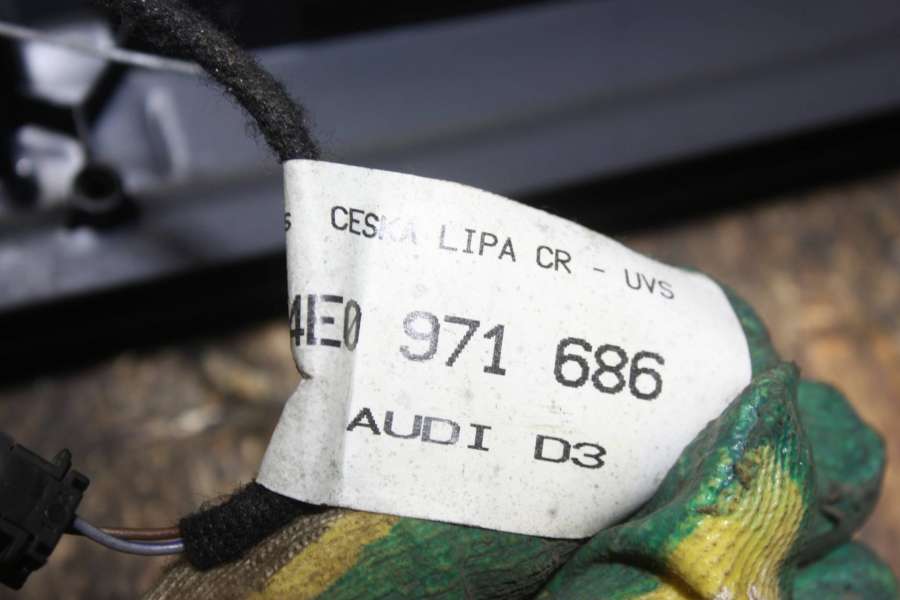 CESKA LIPA CR - UVS
4E0 971 686
AUDI D3